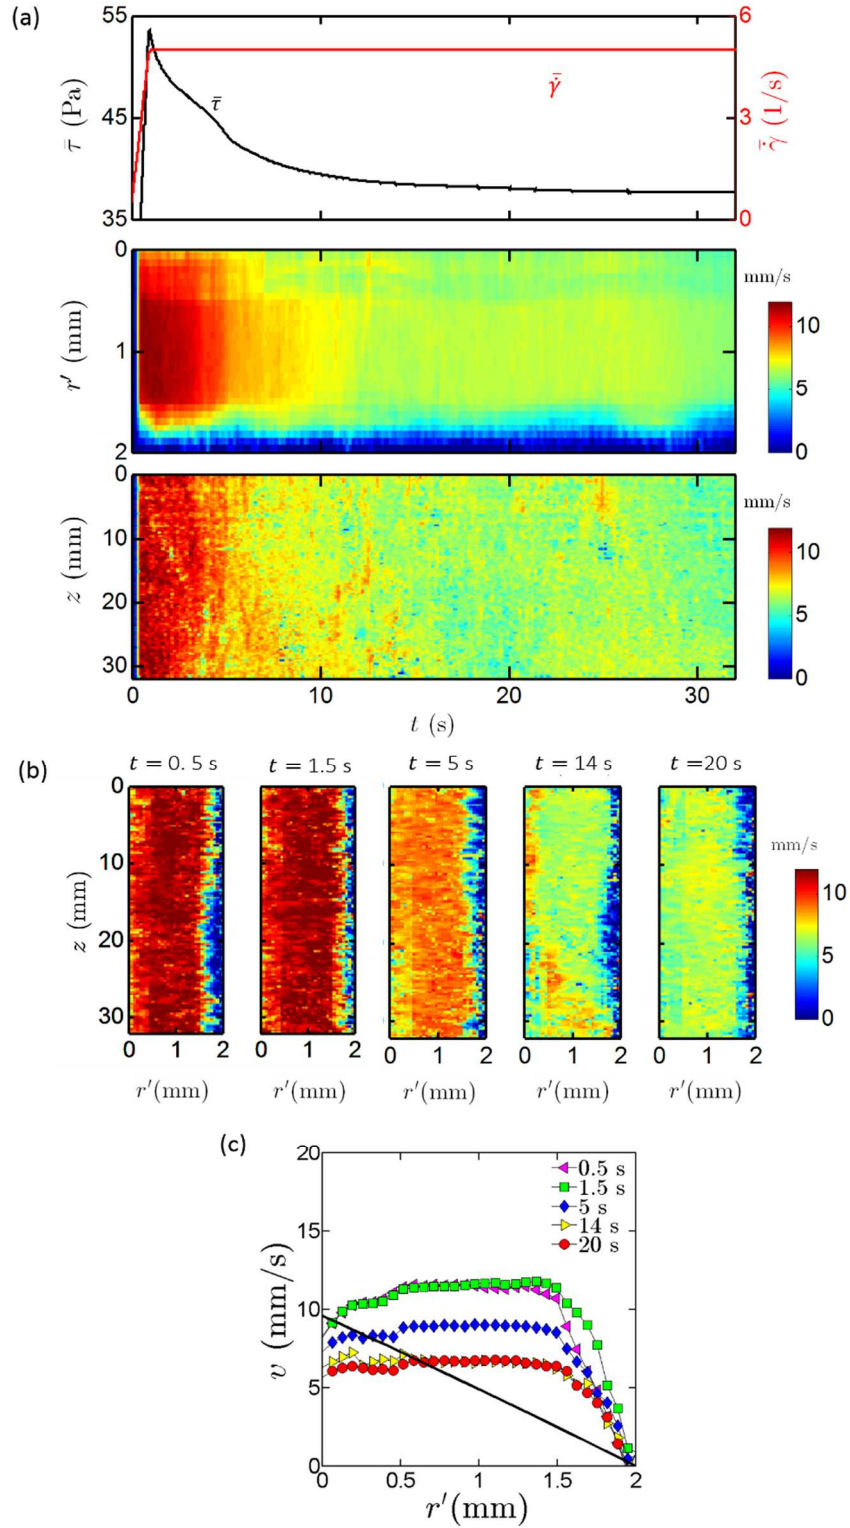 (a)
55 6
45 3
35 0
τ̄ (Pa)
τ̄
γ̇̄
γ̇̄ (1/s)
0
1
2
r′ (mm)
mm/s
10
5
0
0
10
20
30
z (mm)
mm/s
10
5
0
0 10 20 30
t (s)
(b)
t = 0.5 s t = 1.5 s t = 5 s t = 14 s t = 20 s
0
10
20
30
z (mm)
mm/s
10
5
0
0 1 2 0 1 2 0 1 2 0 1 2 0 1 2
r′(mm) r′(mm) r′(mm) r′(mm) r′(mm)
(c)
20
15
10
5
0
v (mm/s)
0.5 s
1.5 s
5 s
14 s
20 s
0 0.5 1 1.5 2
r′(mm)